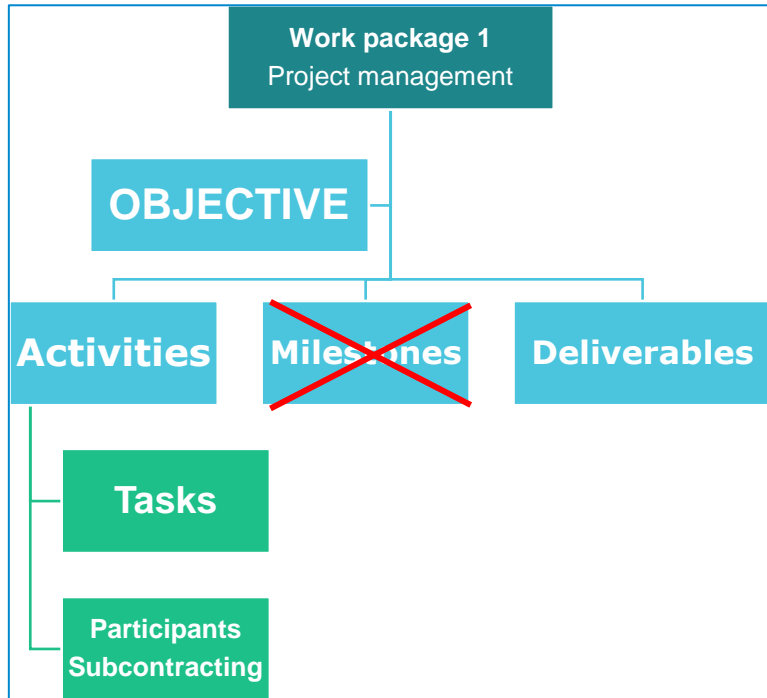 Work package 1
Project management
OBJECTIVE
Activities
Milestones
Deliverables
Tasks
Participants
Subcontracting